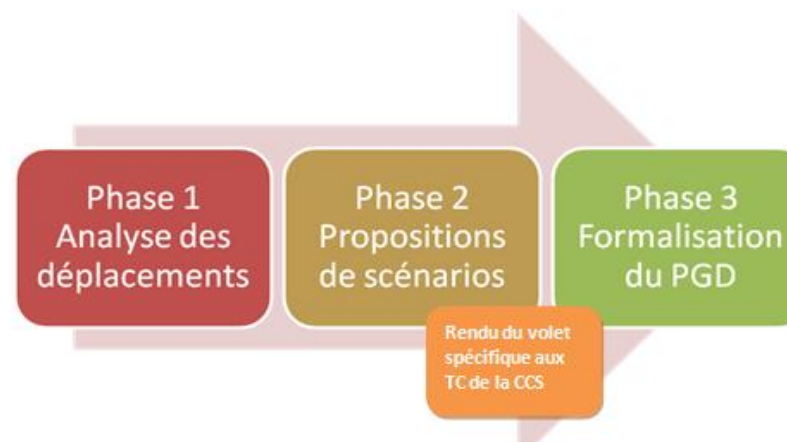 Phase 1
Analyse des
déplacements
Phase 2
Propositions
de scénarios
Phase 3
Formalisation
du PGD
Rendu du volet
spécifique aux
TC de la CCS